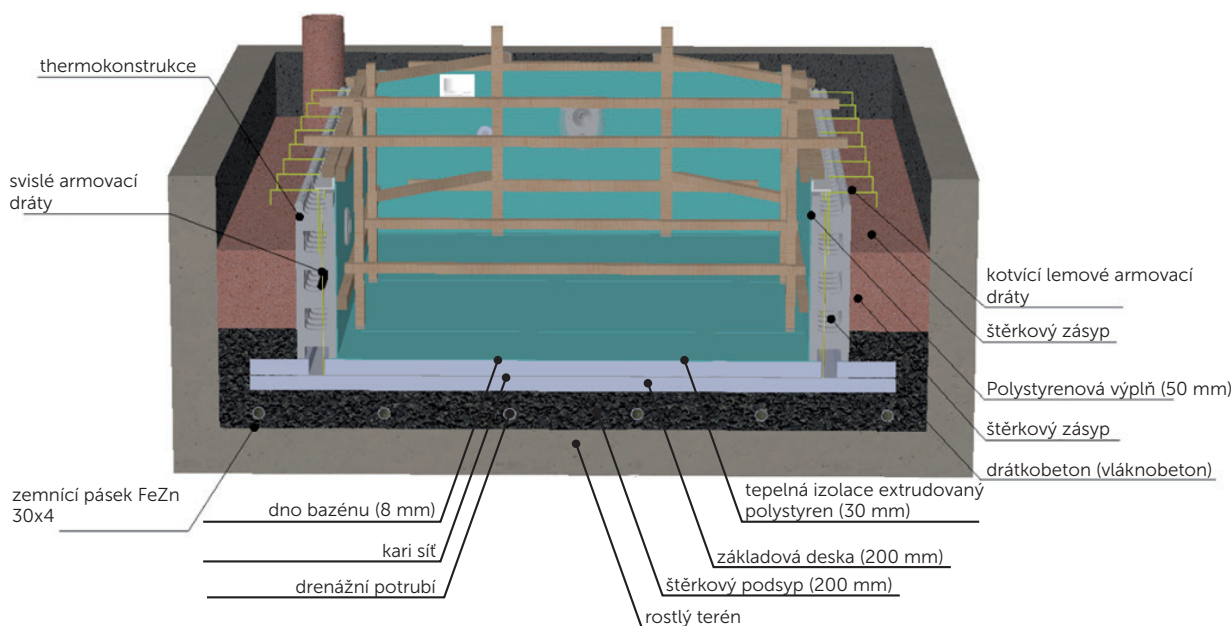 thermokonstrukce
svislé armovací
dráty
kotvící lemové armovací
dráty
štěrkový zásyp
Polystyrenová výplň (50 mm)
štěrkový zásyp
drátkobeton (vláknobeton)
zemnící pásek FeZn
30x4
dno bazénu (8 mm)
kari síť
drenážní potrubí
tepelná izolace extrudovaný
polystyren (30 mm)
základová deska (200 mm)
štěrkový podsyp (200 mm)
rostlý terén